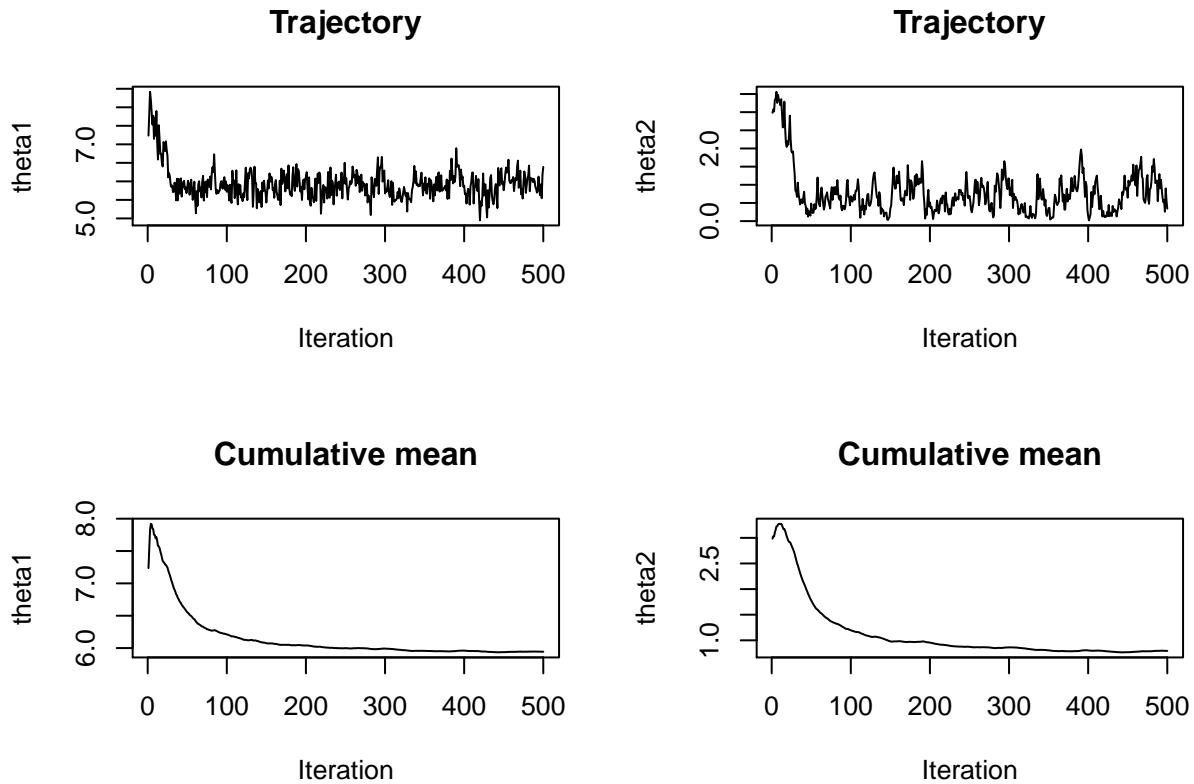 Trajectory
theta1
7.0
5.0
0 100 200 300 400 500
Iteration
Trajectory
theta2
2.0
0.0
0 100 200 300 400 500
Iteration
Cumulative mean
theta1
8.0
7.0
6.0
0 100 200 300 400 500
Iteration
Cumulative mean
theta2
2.5
1.0
0 100 200 300 400 500
Iteration